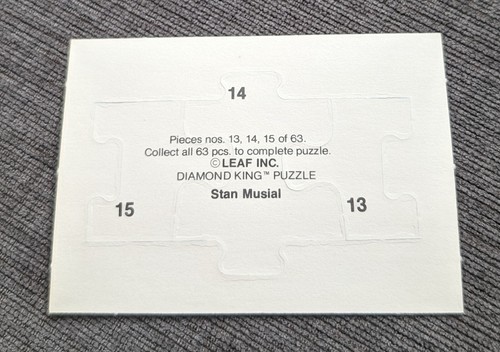 14
Pieces nos. 13, 14, 15 of 63.
Collect all 63 pcs. to complete puzzle.
©LEAF INC.
DIAMOND KING™ PUZZLE
Stan Musial
15
13